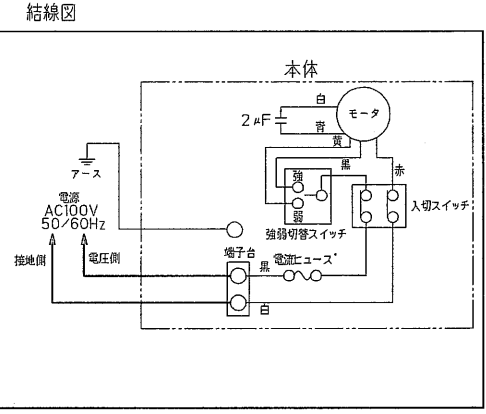 結線図
本体
白
モータ
2μF
青
黄
黒
赤
アース
強
弱
入切スイッチ
電源
AC100V
50/60Hz
強弱切替スイッチ
接地側
電圧側
端子台
黒
電流ヒューズ
白